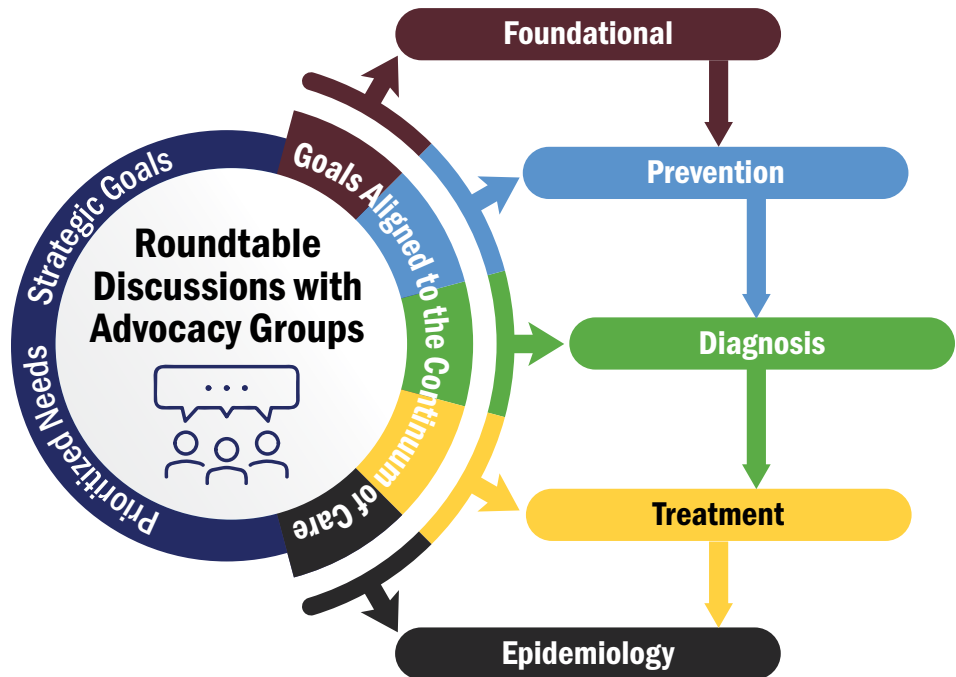 Strategic Goals
Prioritized Needs
Roundtable
Discussions with
Advocacy Groups
Goals Aligned to the Continuum of Care
Foundational
Prevention
Diagnosis
Treatment
Epidemiology